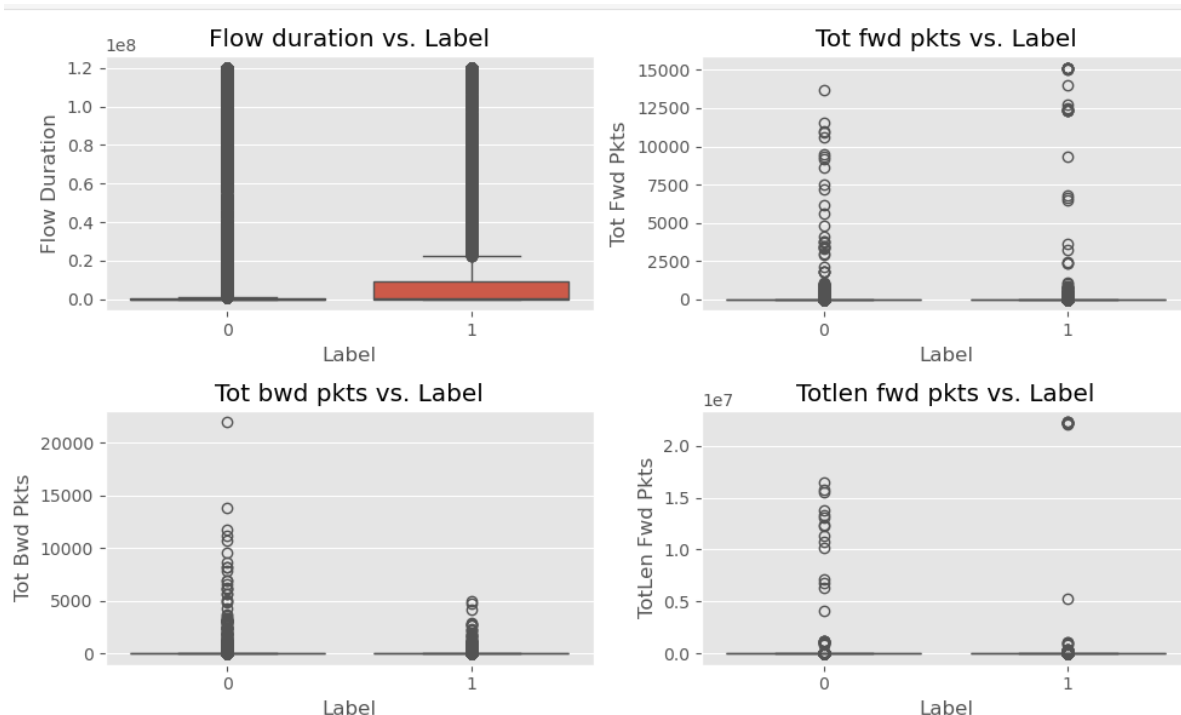 Flow duration vs. Label
1e8
1.2
1.0
0.8
0.6
0.4
0.2
0.0
Flow Duration
0
1
Label
Tot fwd pkts vs. Label
15000
12500
10000
7500
5000
2500
0
Tot Fwd Pkts
0
1
Label
Tot bwd pkts vs. Label
20000
15000
10000
5000
0
Tot Bwd Pkts
0
1
Label
Totlen fwd pkts vs. Label
1e7
2.0
1.5
1.0
0.5
0.0
TotLen Fwd Pkts
0
1
Label